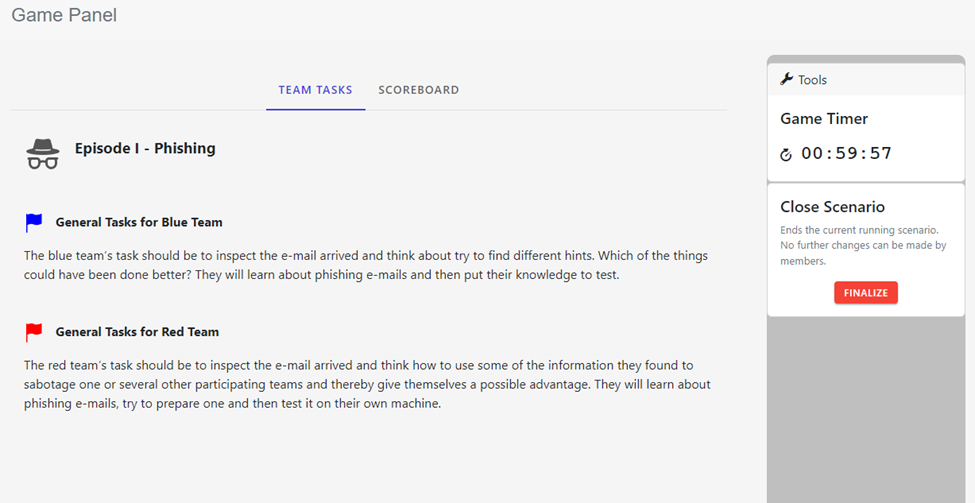 Game Panel
TEAM TASKS SCOREBOARD
Episode I - Phishing
General Tasks for Blue Team
The blue team's task should be to inspect the e-mail arrived and think about try to find different hints. Which of the things
could have been done better? They will learn about phishing e-mails and then put their knowledge to test.
General Tasks for Red Team
The red team's task should be to inspect the e-mail arrived and think how to use some of the information they found to
sabotage one or several other participating teams and thereby give themselves a possible advantage. They will learn about
phishing e-mails, try to prepare one and then test it on their own machine.
Tools
Game Timer
00:59:57
Close Scenario
Ends the current running scenario.
No further changes can be made by
members.
FINALIZE